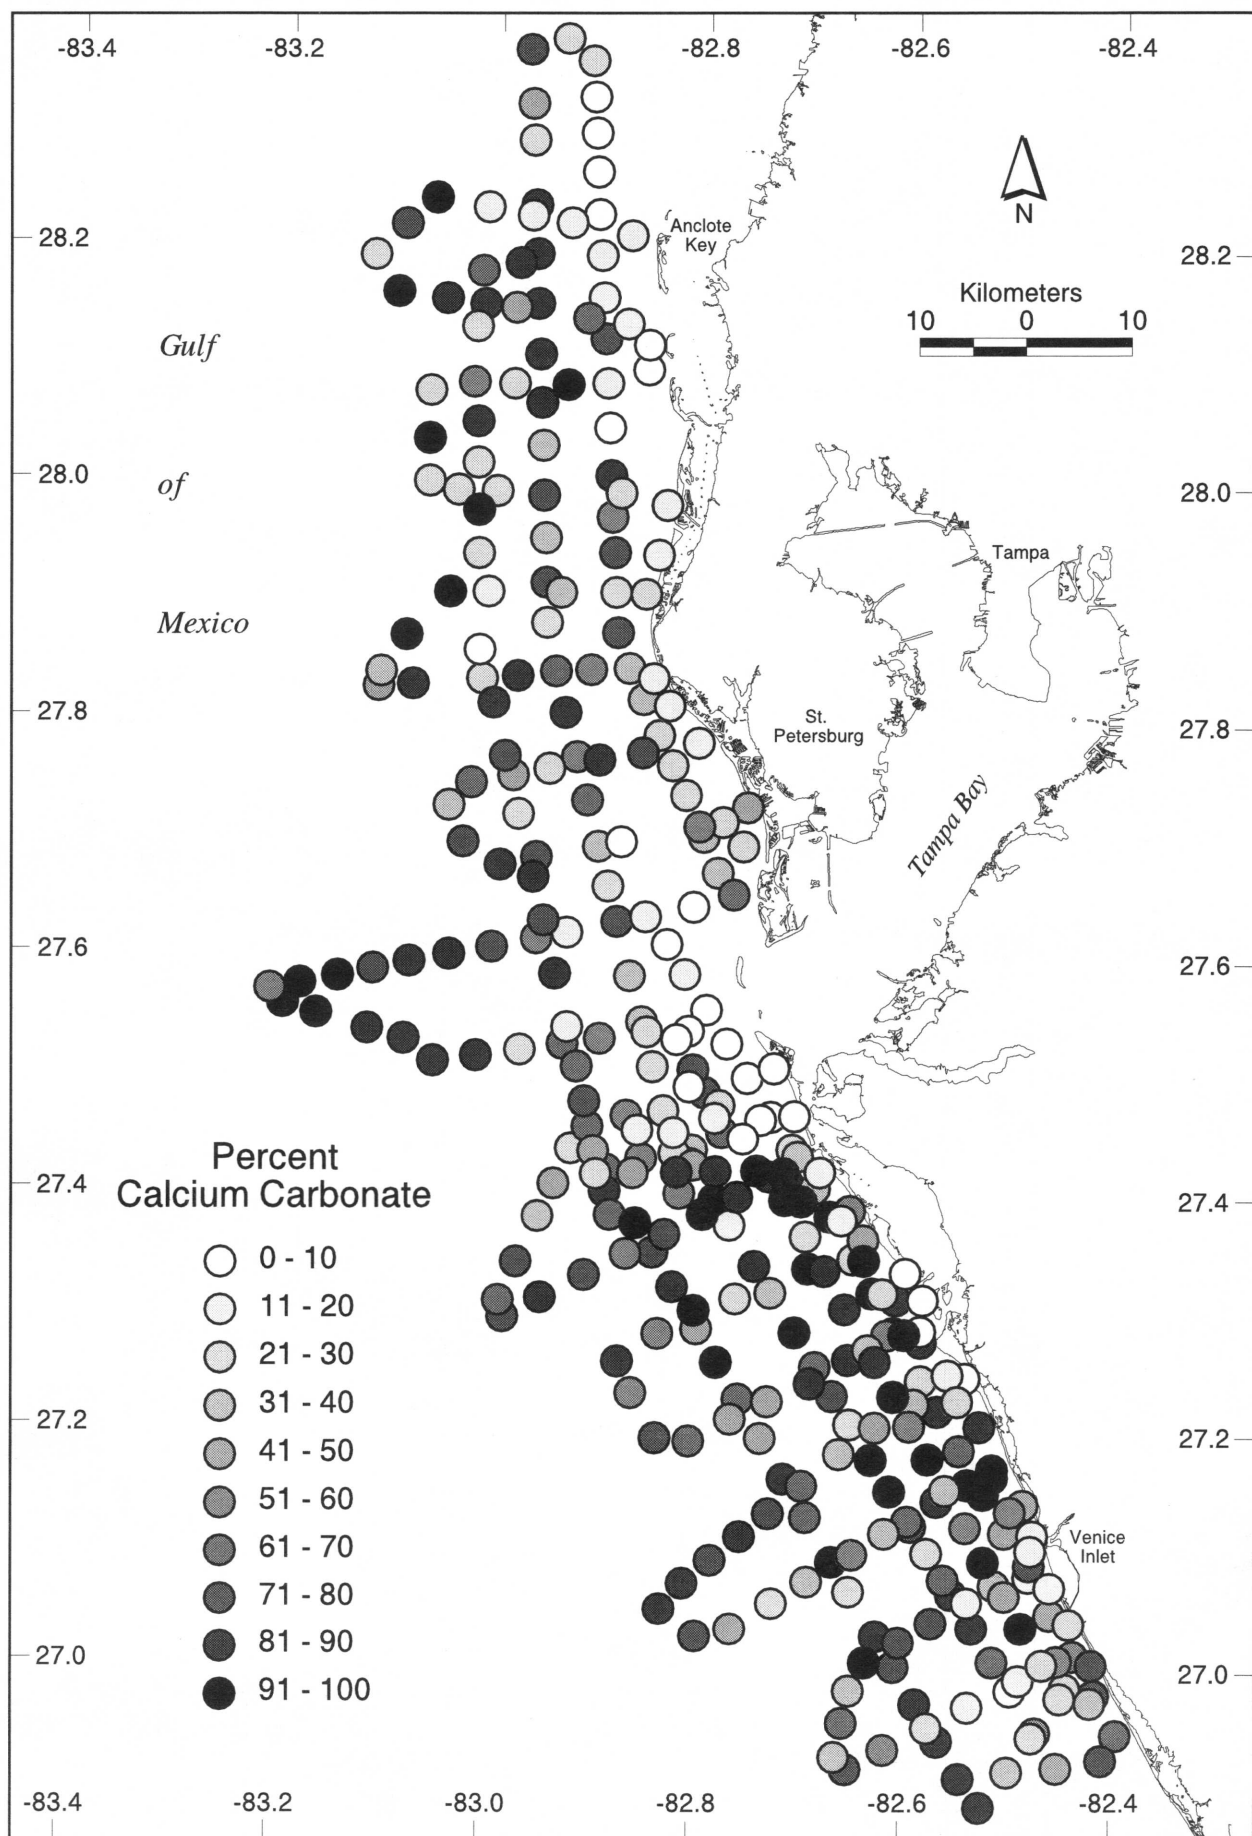 -83.4
-83.2
-82.8
-82.6
-82.4
N
Anclote
Key
28.2
28.2
Kilometers
10
0
10
Gulf
of
Mexico
28.0
28.0
Tampa
27.8
27.8
St.
Petersburg
Tampa Bay
27.6
27.6
Percent
Calcium Carbonate
0 - 10
11 - 20
21 - 30
31 - 40
41 - 50
51 - 60
61 - 70
71 - 80
81 - 90
91 - 100
27.4
27.4
27.2
27.2
Venice
Inlet
27.0
27.0
-83.4
-83.2
-83.0
-82.8
-82.6
-82.4